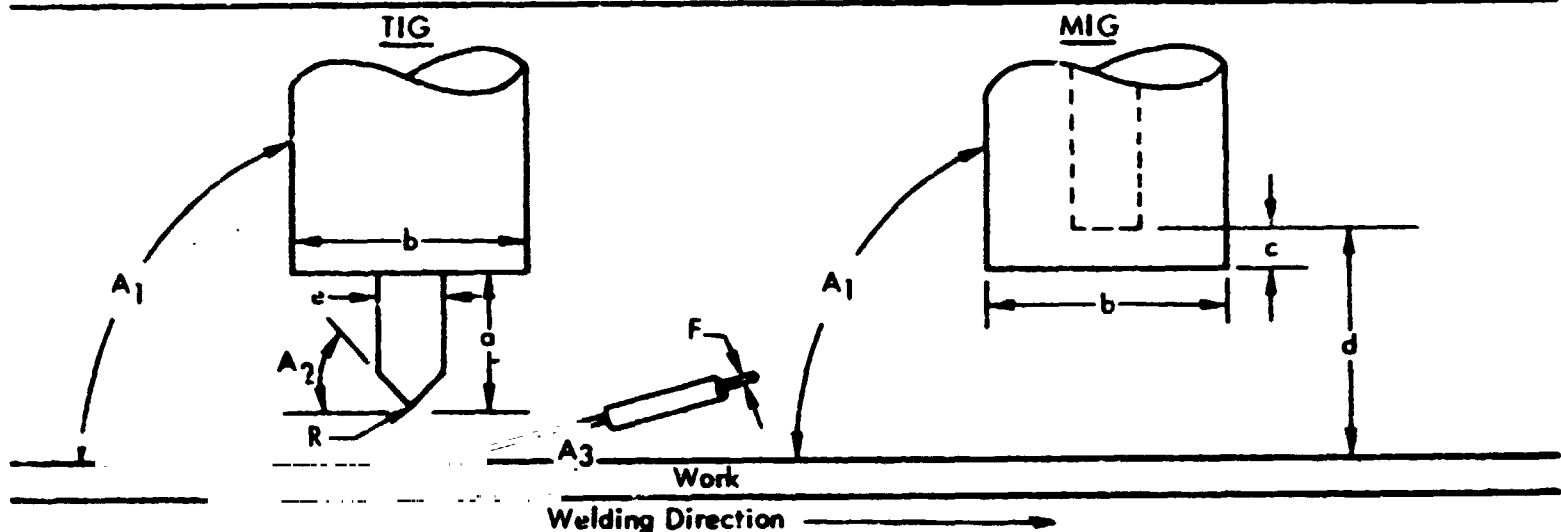 TIG
MIG
A1
b
e
a
A2
R
F
A3
A1
c
b
d
Work
Welding Direction